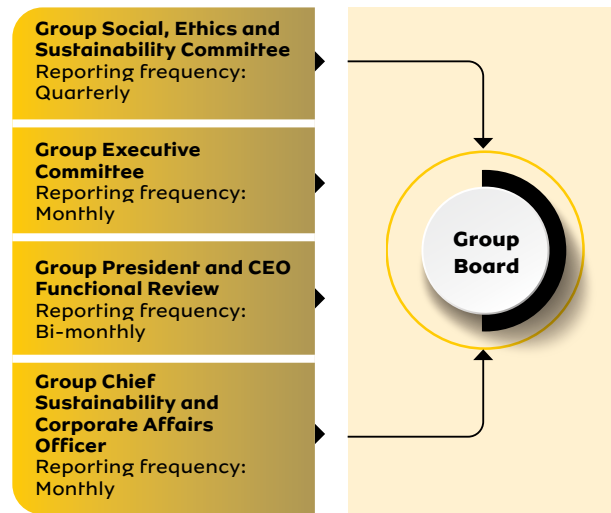 Group Social, Ethics and
Sustainability Committee
Reporting frequency:
Quarterly
Group Executive
Committee
Reporting frequency:
Monthly
Group President and CEO
Functional Review
Reporting frequency:
Bi-monthly
Group Chief
Sustainability and
Corporate Affairs
Officer
Reporting frequency:
Monthly
Group
Board